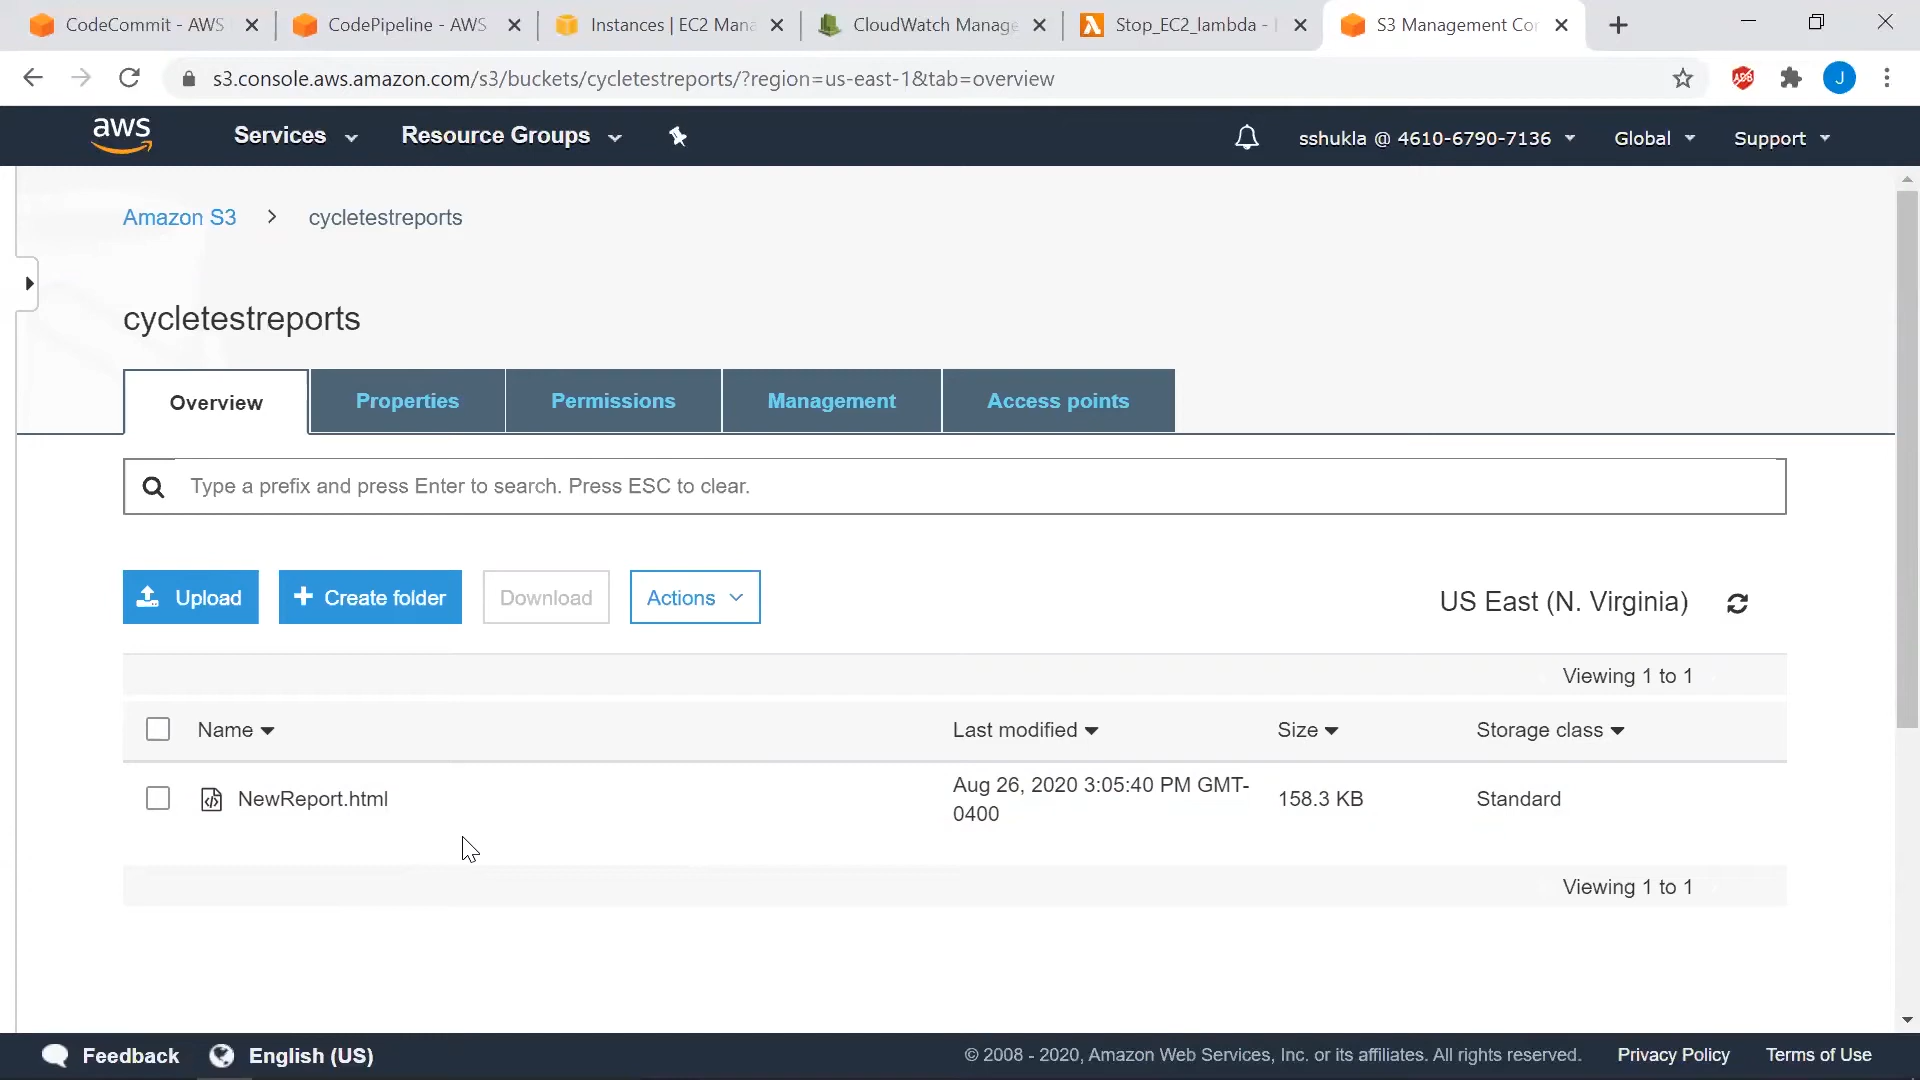 CodeCommit - AWS
CodePipeline - AWS
Instances | EC2 Mana
CloudWatch Manage
Stop_EC2_lambda -
S3 Management Co
s3.console.aws.amazon.com/s3/buckets/cycletestreports/?region=us-east-1&tab=overview
ABP
J
aws
Services
Resource Groups
sshukla @ 4610-6790-7136
Global
Support
Amazon S3 > cycletestreports
cycletestreports
Overview
Properties
Permissions
Management
Access points
Type a prefix and press Enter to search. Press ESC to clear.
Upload
+ Create folder
Download
Actions
US East (N. Virginia)
Viewing 1 to 1
Name
Last modified
Size
Storage class
NewReport.html
Aug 26, 2020 3:05:40 PM GMT-
0400
158.3 KB
Standard
Viewing 1 to 1
Feedback
English (US)
© 2008 - 2020, Amazon Web Services, Inc. or its affiliates. All rights reserved.
Privacy Policy
Terms of Use